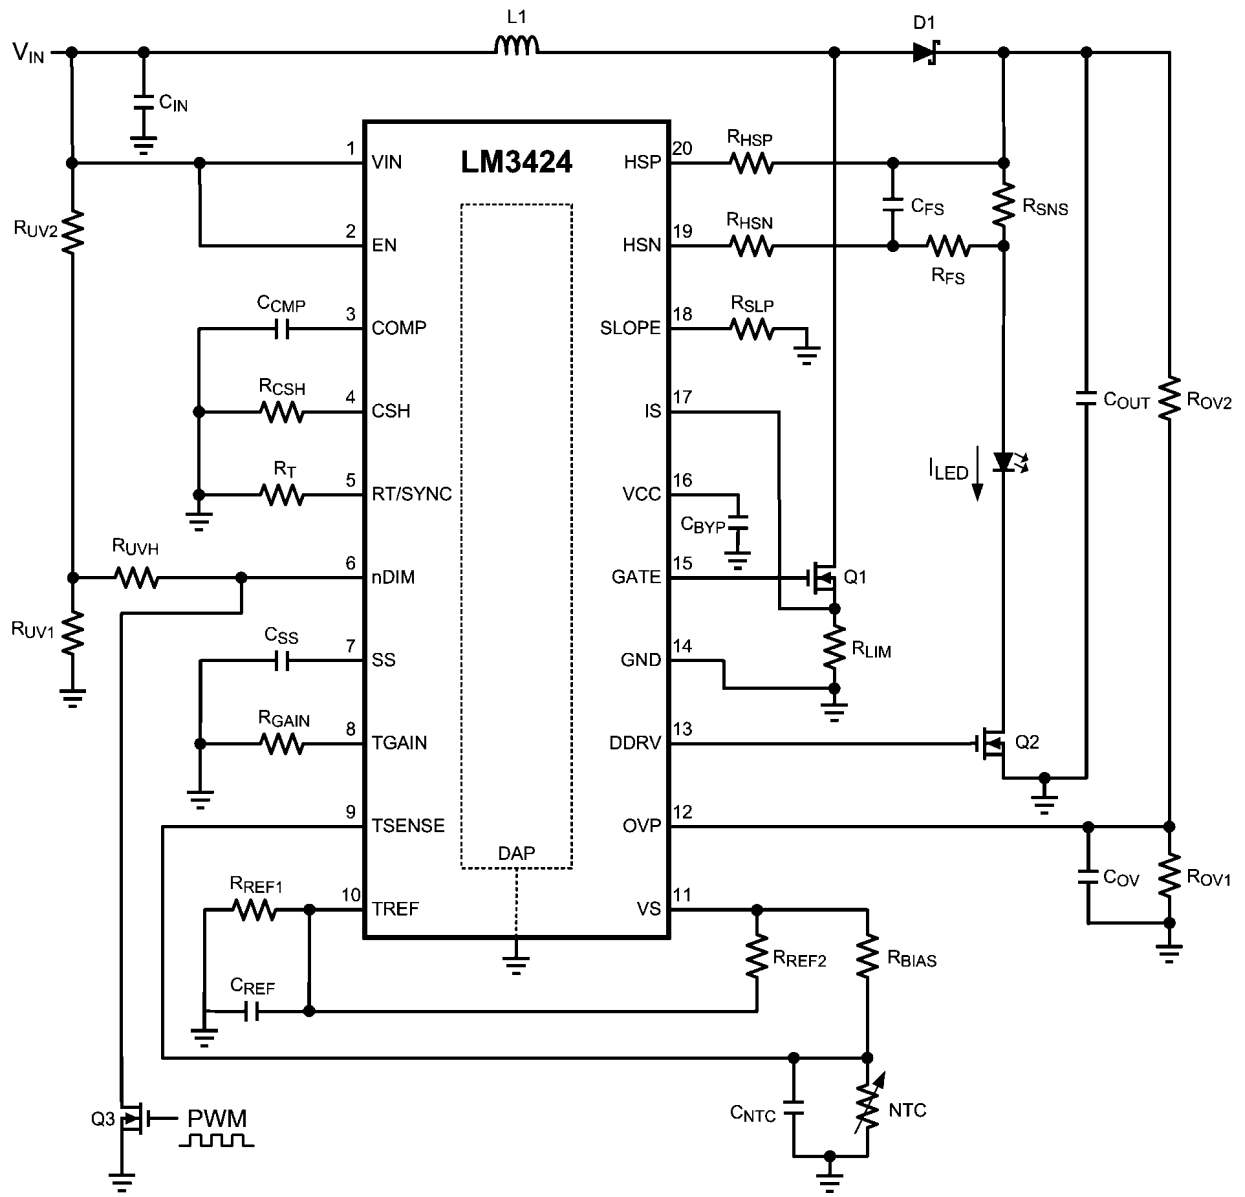 L1
D1
VIN
CIN
LM3424
1 VIN
HSP 20
RHSP
RUV2
CFS
RSNS
2 EN
HSN 19
RHSN
RFS
CCMP
3 COMP
SLOPE 18
RSLP
RCSH
4 CSH
IS 17
COUT
ROV2
ILED
RT
5 RT/SYNC
VCC 16
CBYP
RUVH
6 nDIM
GATE 15
Q1
RUV1
CSS
7 SS
GND 14
RLIM
RGAIN
8 TGAIN
DDRV 13
Q2
9 TSENSE
OVP 12
DAP
COV
ROV1
RREF1
10 TREF
VS 11
RREF2
RBIAS
CREF
Q3
PWM
CNTC
NTC